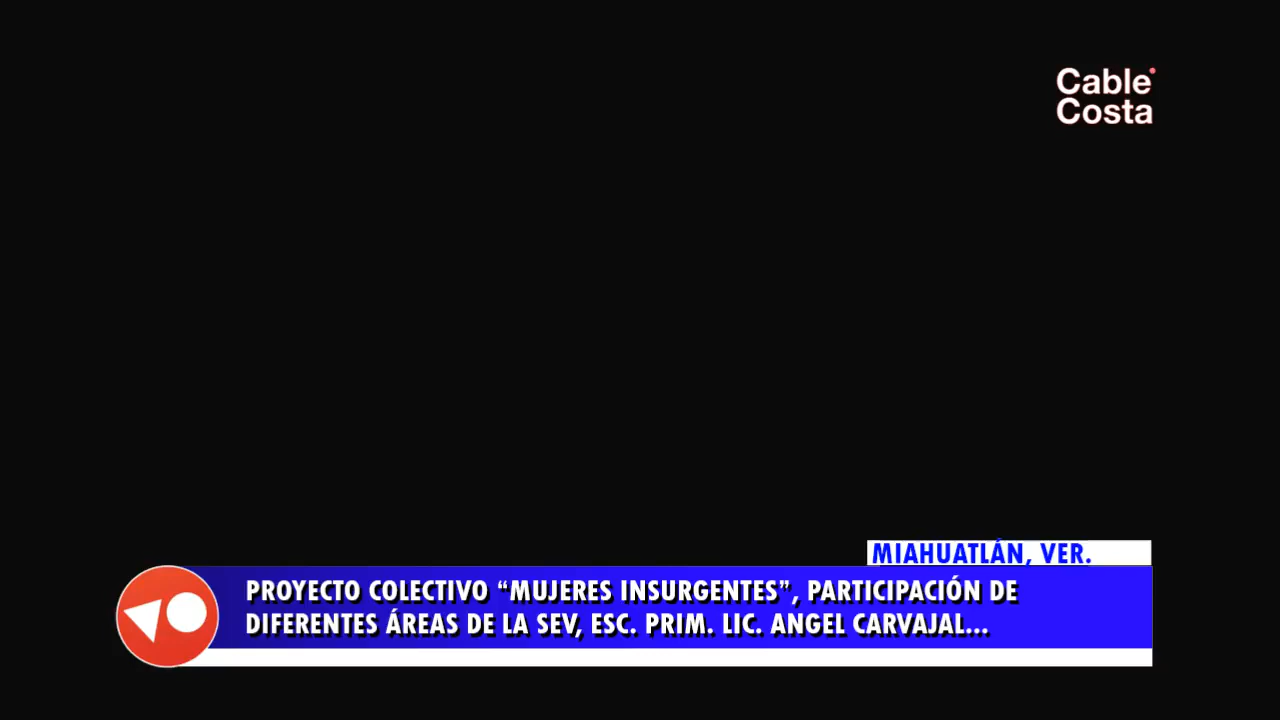 Cable
Costa
MIAHUATLÁN, VER.
PROYECTO COLECTIVO “MUJERES INSURGENTES”, PARTICIPACIÓN DE
DIFERENTES ÁREAS DE LA SEV, ESC. PRIM. LIC. ANGEL CARVAJAL...